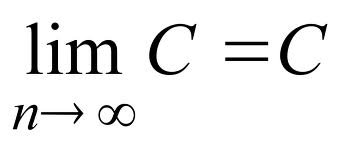 lim C = C
n→ ∞